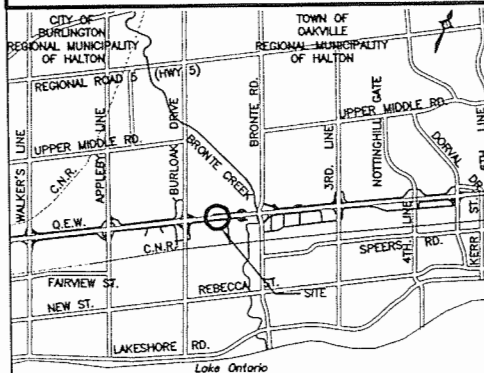 CITY OF
BURLINGTON
REGIONAL MUNICIPALITY
OF HALTON
TOWN OF
OAKVILLE
REGIONAL MUNICIPALITY
OF HALTON
REGIONAL ROAD 5 (HWY 5)
WALKER'S LINE
APPLEBY LINE
BURLOAK DRIVE
BRONTE CREEK
BRONTE RD.
3RD. LINE
NOTTINGHILL GATE
UPPER MIDDLE RD.
DORVAL DR.
6TH. LINE
UPPER MIDDLE RD.
C.N.R.
Q.E.W.
C.N.R.
4TH. LINE
SPEERS RD.
KERR ST.
FAIRVIEW ST.
REBECCA ST.
SITE
NEW ST.
LAKESHORE RD.
Lake Ontario